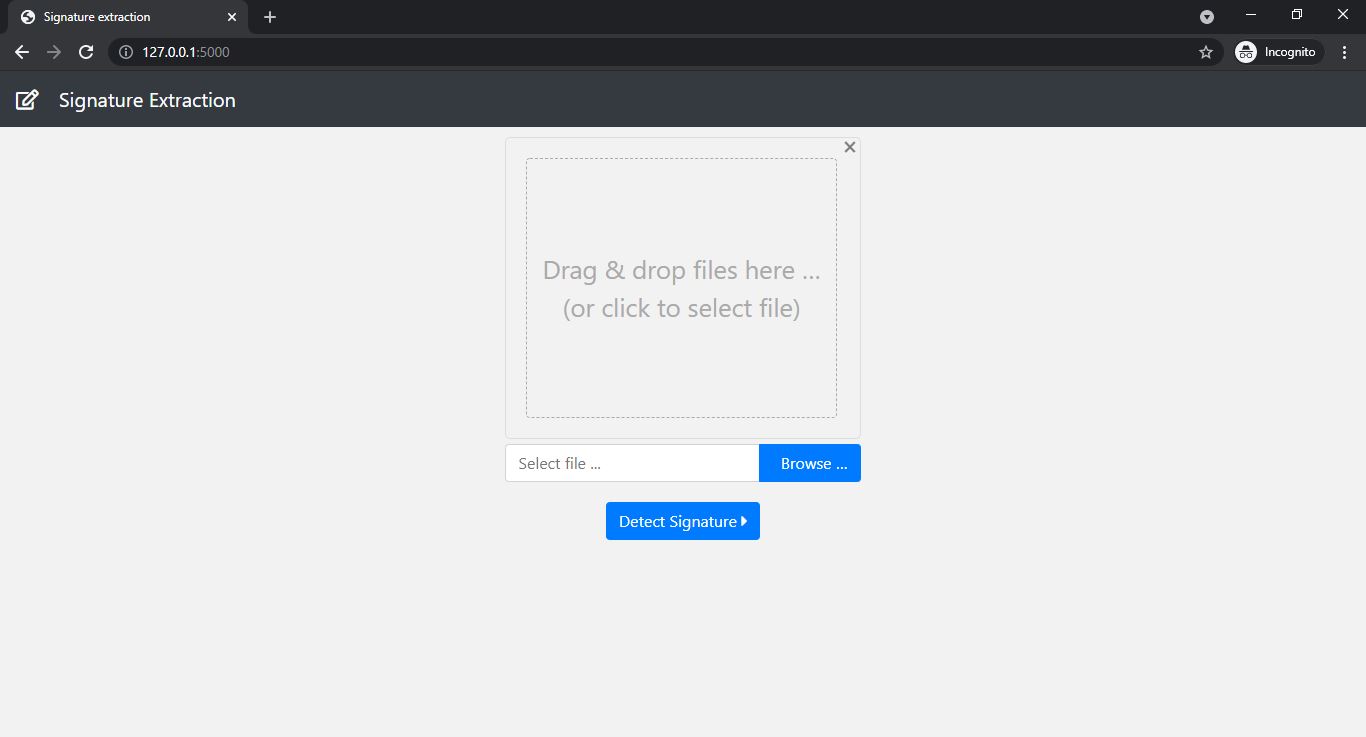 Signature extraction
127.0.0.1:5000
Incognito
Signature Extraction
Drag & drop files here ...
(or click to select file)
Select file ...
Browse ...
Detect Signature